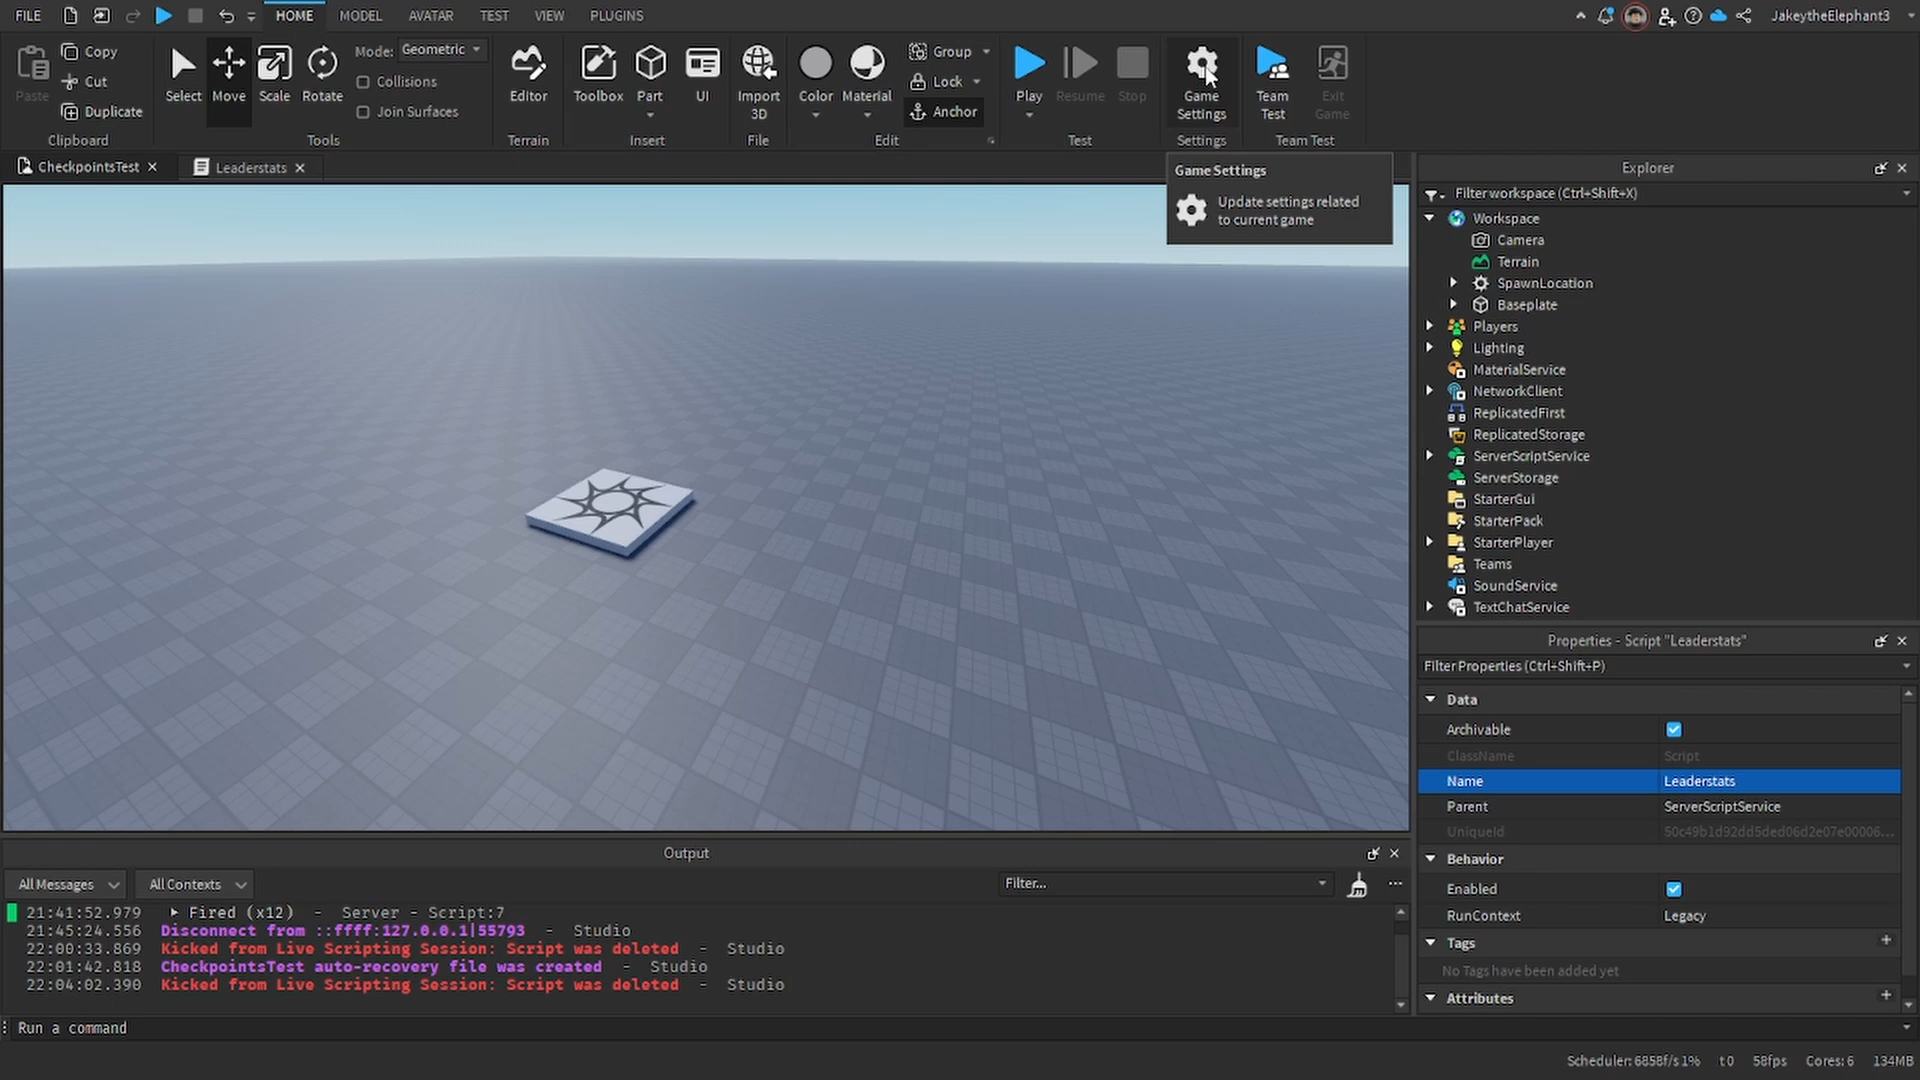 FILE HOME MODEL AVATAR TEST VIEW PLUGINS JakeytheElephant3
Paste Copy Cut Duplicate Clipboard
Select Move Scale Rotate
Mode: Geometric
Collisions
Join Surfaces
Tools
Editor
Terrain
Toolbox Part UI
Insert
Import 3D
File
Color Material
Group
Lock
Anchor
Edit
Play Resume Stop
Test
Game Settings
Settings
Team Test
Exit Game
Team Test
CheckpointsTest Leaderstats
Game Settings
Update settings related
to current game
Explorer
Filter workspace (Ctrl+Shift+X)
Workspace
Camera
Terrain
SpawnLocation
Baseplate
Players
Lighting
MaterialService
NetworkClient
ReplicatedFirst
ReplicatedStorage
ServerScriptService
ServerStorage
StarterGui
StarterPack
StarterPlayer
Teams
SoundService
TextChatService
Properties - Script "Leaderstats"
Filter Properties (Ctrl+Shift+P)
Data
Archivable
ClassName Script
Name Leaderstats
Parent ServerScriptService
UniqueId 50c49b1d92dd5ded06d2e07e00006...
Behavior
Enabled
RunContext Legacy
Tags +
No Tags have been added yet
Attributes +
Output
All Messages All Contexts Filter... ...
21:41:52.979 Fired (x12) - Server - Script:7
21:45:24.556 Disconnect from ::ffff:127.0.0.1|55793 - Studio
22:00:33.869 Kicked from Live Scripting Session: Script was deleted - Studio
22:01:42.818 CheckpointsTest auto-recovery file was created - Studio
22:04:02.390 Kicked from Live Scripting Session: Script was deleted - Studio
Run a command
Scheduler: 6858f/s 1% t 0 58fps Cores: 6 134MB